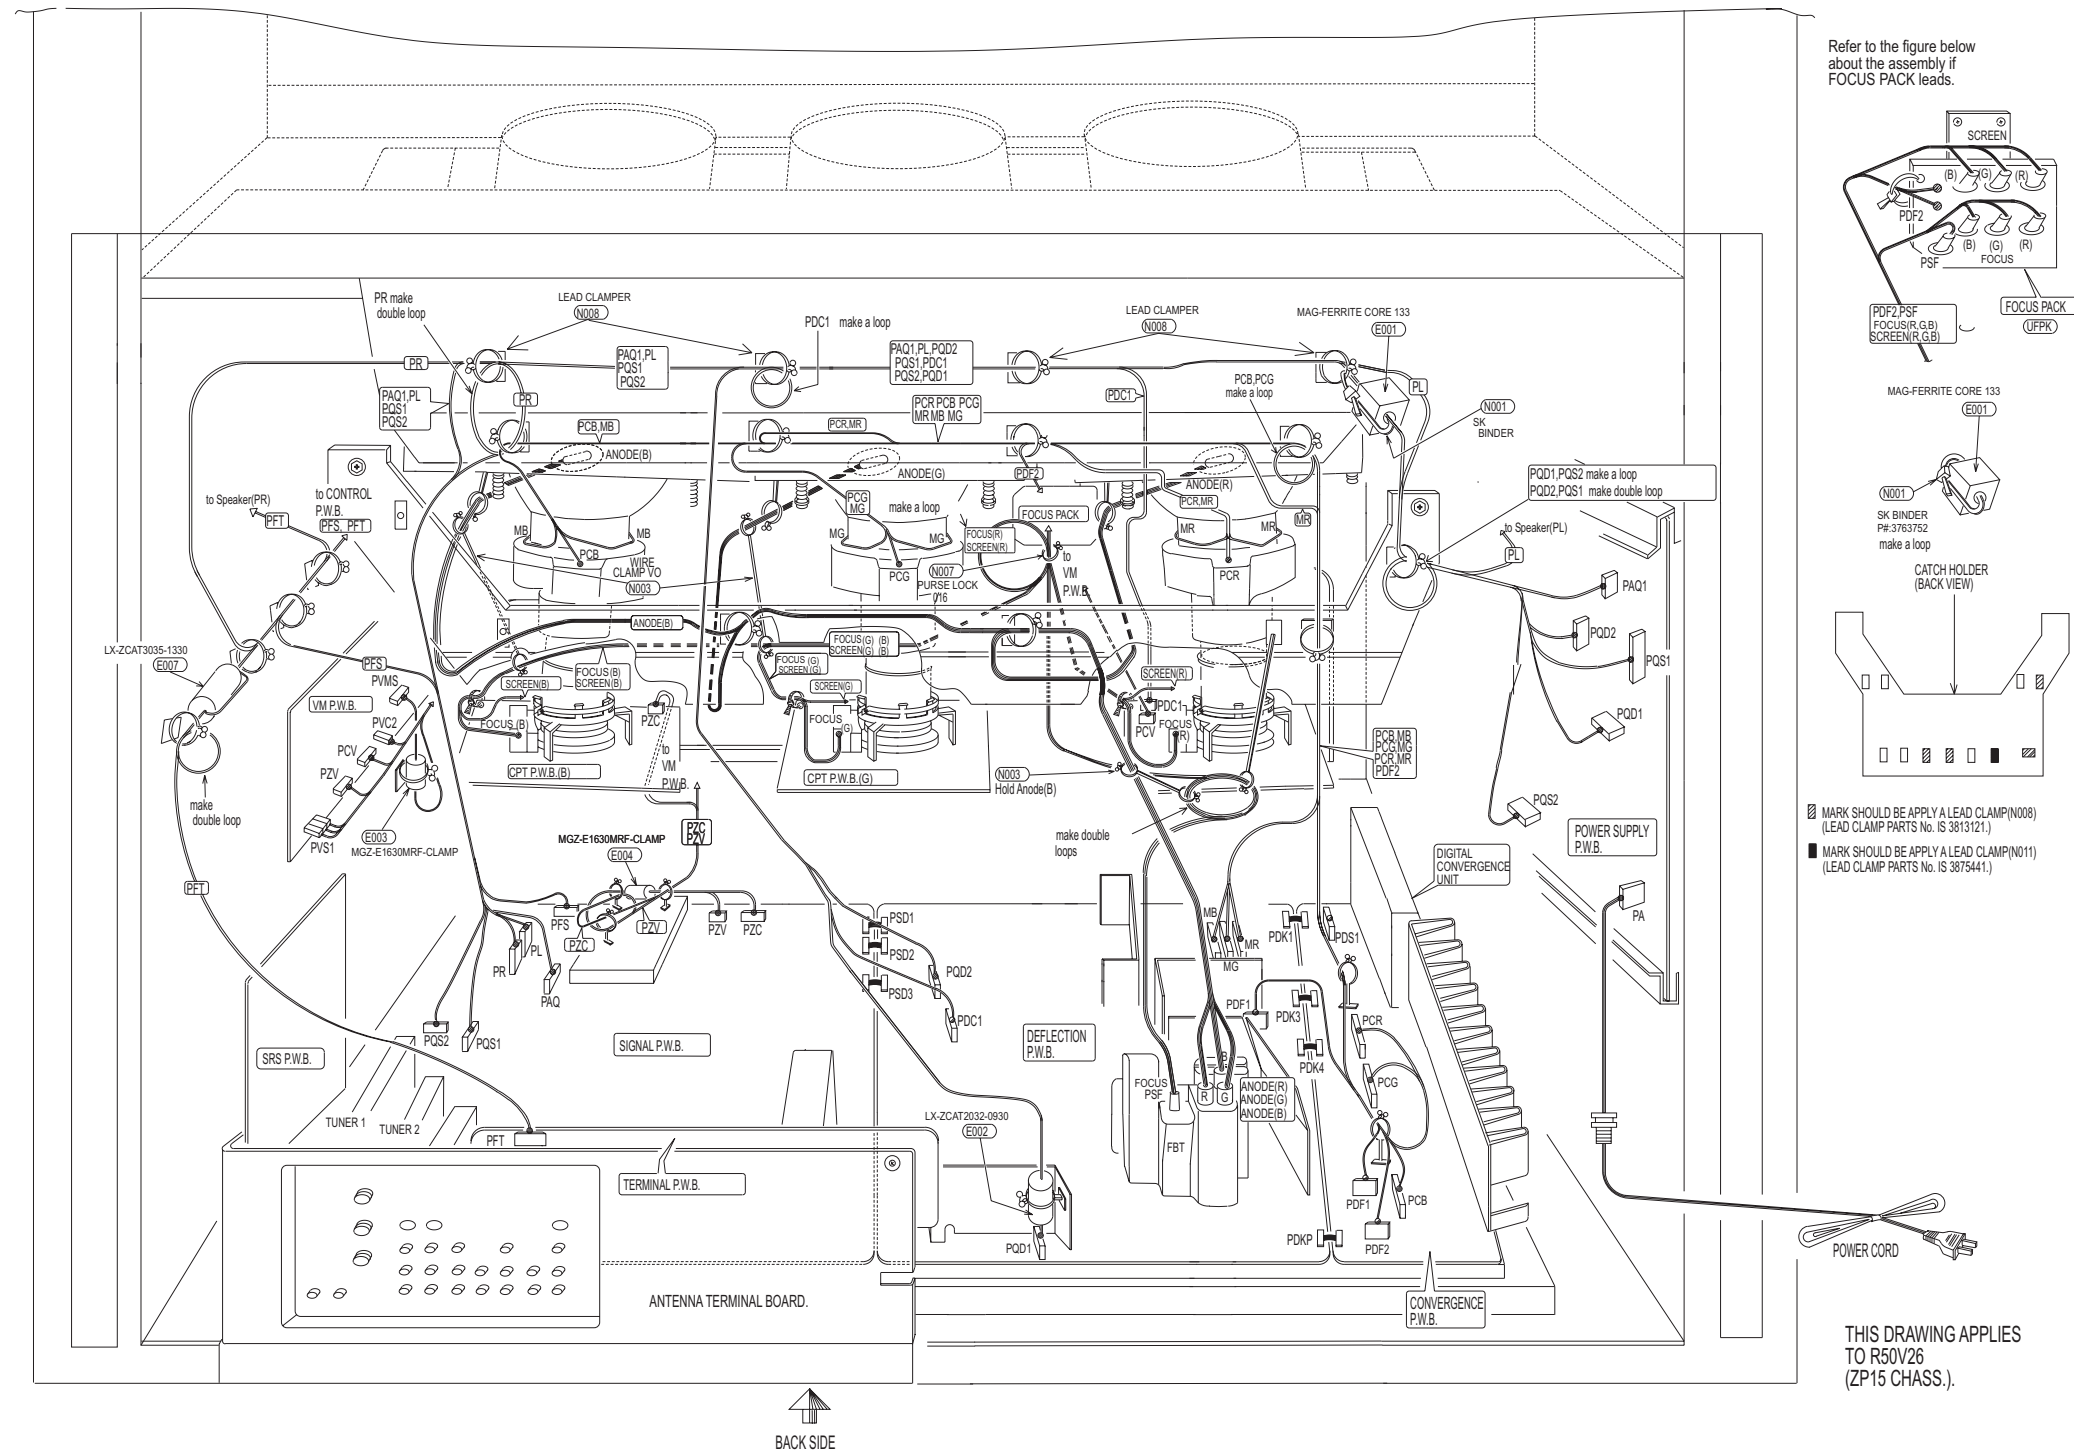 Refer to the figure below
about the assembly if
FOCUS PACK leads.
SCREEN
(B)
(G)
(R)
PDF2
(B)
(G)
(R)
PSF
FOCUS
PDF2,PSF
FOCUS(R,G,B)
SCREEN(R,G,B)
FOCUS PACK
UFPK
PR make
double loop
LEAD CLAMPER
N008
PDC1 make a loop
LEAD CLAMPER
N008
MAG-FERRITE CORE 133
E001
PR
PAQ1,PL
PQS1
PQS2
PAQ1,PL,PQD2
PQS1,PDC1
PQS2,PQD1
PCB,PCG
make a loop
PL
PDC1
PAQ1,PL
PQS1
PQS2
PR
PCR PCB PCG
MR MB MG
N001
SK
BINDER
MAG-FERRITE CORE 133
E001
PCB,MB
PCR,MR
ANODE(B)
ANODE(G)
PDF2
ANODE(R)
PQD1,PQS2 make a loop
PQD2,PQS1 make double loop
N001
SK BINDER
P#:3763752
make a loop
to Speaker(PR)
to CONTROL
P.W.B.
PFS, PFT
PFT
PCG
MG
make a loop
FOCUS PACK
PCR,MR
MR
MB
MB
PCB
WIRE
CLAMP VO
N003
MG
MG
PCG
FOCUS(R)
SCREEN(R)
N007
PURSE LOCK
016
to
VM
P.W.B.
MR
MR
PCR
to Speaker(PL)
PL
CATCH HOLDER
(BACK VIEW)
PAQ1
PQD2
PQS1
PQD1
PQS2
ANODE(B)
FOCUS (G) (B)
SCREEN(G) (B)
LX-ZCAT3035-1330
E007
PFS
PVMS
VM P.W.B.
PVC2
PCV
PZV
PVS1
E003
MGZ-E1630MRF-CLAMP
FOCUS(B)
SCREEN(B)
FOCUS (G)
SCREEN(G)
SCREEN(B)
SCREEN(G)
SCREEN(R)
FOCUS (B)
PZC
FOCUS
(G)
PDC1
PCV
FOCUS
(R)
to
VM
P.W.B.
CPT P.W.B.(B)
CPT P.W.B.(G)
N003
Hold Anode(B)
PCB,MB
PCG,MG
PCR,MR
PDF2
make
double loop
PZC
PZV
make double
loops
MGZ-E1630MRF-CLAMP
E004
DIGITAL
CONVERGENCE
UNIT
POWER SUPPLY
P.W.B.
MARK SHOULD BE APPLY A LEAD CLAMP(N008)
(LEAD CLAMP PARTS No. IS 3813121.)
MARK SHOULD BE APPLY A LEAD CLAMP(N011)
(LEAD CLAMP PARTS No. IS 3875441.)
PFT
PFS
PZC
PZV
PZV
PZC
PL
PR
PAQ
PQS2
PQS1
PSD1
PSD2
PSD3
PQD2
PDC1
MB
MR
MG
PDK1
PDS1
PA
PDF1
PDK3
PDK4
PCR
PCG
SRS P.W.B.
SIGNAL P.W.B.
DEFLECTION
P.W.B.
FOCUS
PSF
B
R
G
ANODE(R)
ANODE(G)
ANODE(B)
FBT
TUNER 1
TUNER 2
PFT
LX-ZCAT2032-0930
E002
TERMINAL P.W.B.
PDF1
PCB
PDF2
PDKP
PQD1
POWER CORD
ANTENNA TERMINAL BOARD.
CONVERGENCE
P.W.B.
THIS DRAWING APPLIES
TO R50V26
(ZP15 CHASS.).
BACK SIDE